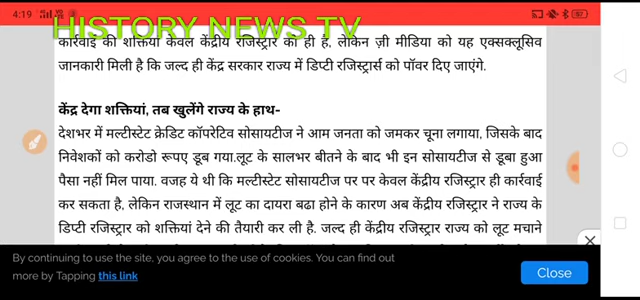 4:19
HISTORY NEWS TV
कार्रवाई की शक्तियां केवल केंद्रीय रजिस्ट्रार को ही है, लेकिन ज़ी मीडिया को यह एक्सक्लूसिव
जानकारी मिली है कि जल्द ही केंद्र सरकार राज्य में डिप्टी रजिस्ट्रार्स को पॉवर दिए जाएंगे.
केंद्र देगा शक्तियां, तब खुलेंगे राज्य के हाथ-
देशभर में मल्टीस्टेट क्रेडिट कॉपरेटिव सोसायटीज ने आम जनता को जमकर चूना लगाया, जिसके बाद
निवेशकों को करोडो रूपए डूब गया.लूट के सालभर बीतने के बाद भी इन सोसायटीज से डूबा हुआ
पैसा नहीं मिल पाया. वजह ये थी कि मल्टीस्टेट सोसायटीज पर पर केवल केंद्रीय रजिस्ट्रार ही कार्रवाई
कर सकता है, लेकिन राजस्थान में लूट का दायरा बढा होने के कारण अब केंद्रीय रजिस्ट्रार ने राज्य के
डिप्टी रजिस्ट्रार को शक्तियां देने की तैयारी कर ली है. जल्द ही केंद्रीय रजिस्ट्रार राज्य को लूट मचाने
By continuing to use the site, you agree to the use of cookies. You can find out
more by Tapping this link
Close